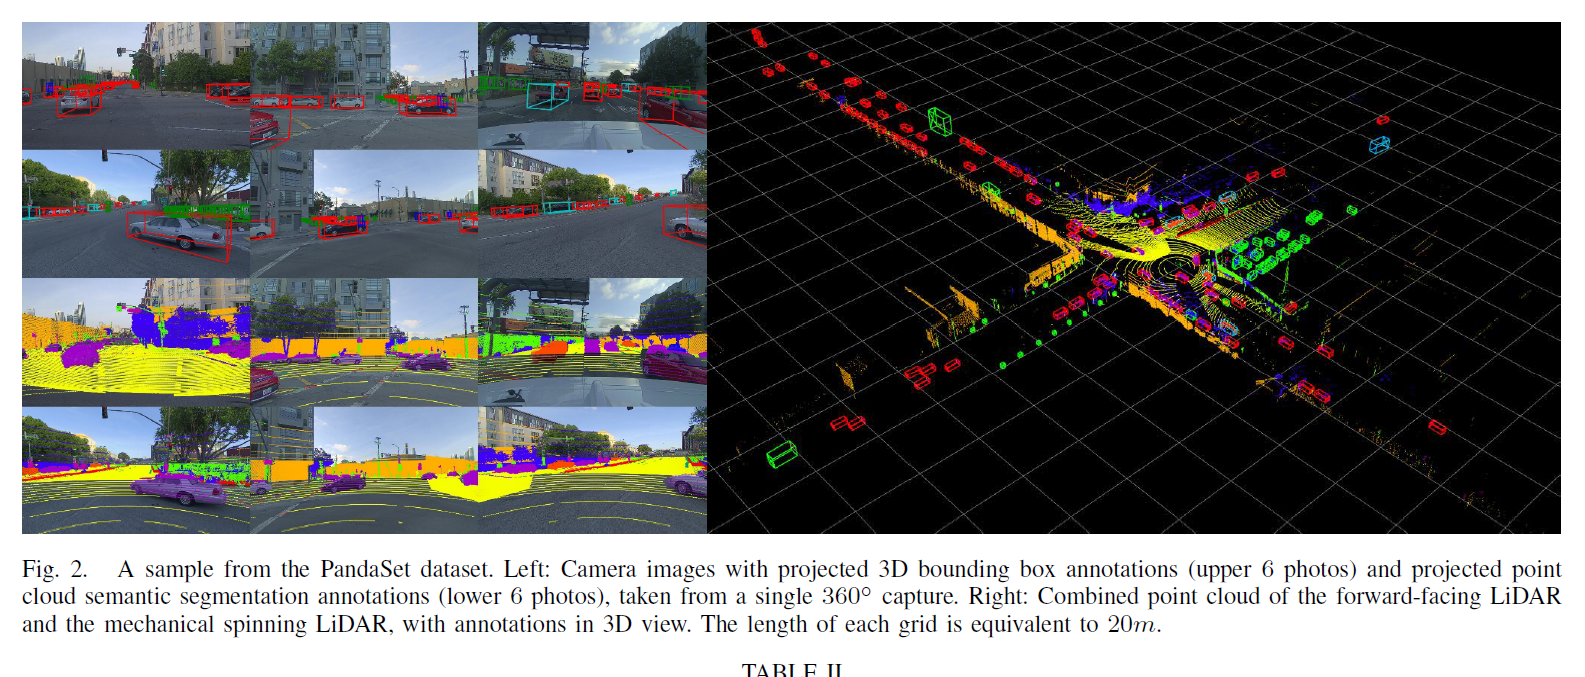 Fig. 2. A sample from the PandaSet dataset. Left: Camera images with projected 3D bounding box annotations (upper 6 photos) and projected point
cloud semantic segmentation annotations (lower 6 photos), taken from a single 360° capture. Right: Combined point cloud of the forward-facing LiDAR
and the mechanical spinning LiDAR, with annotations in 3D view. The length of each grid is equivalent to 20m.
TABLE II